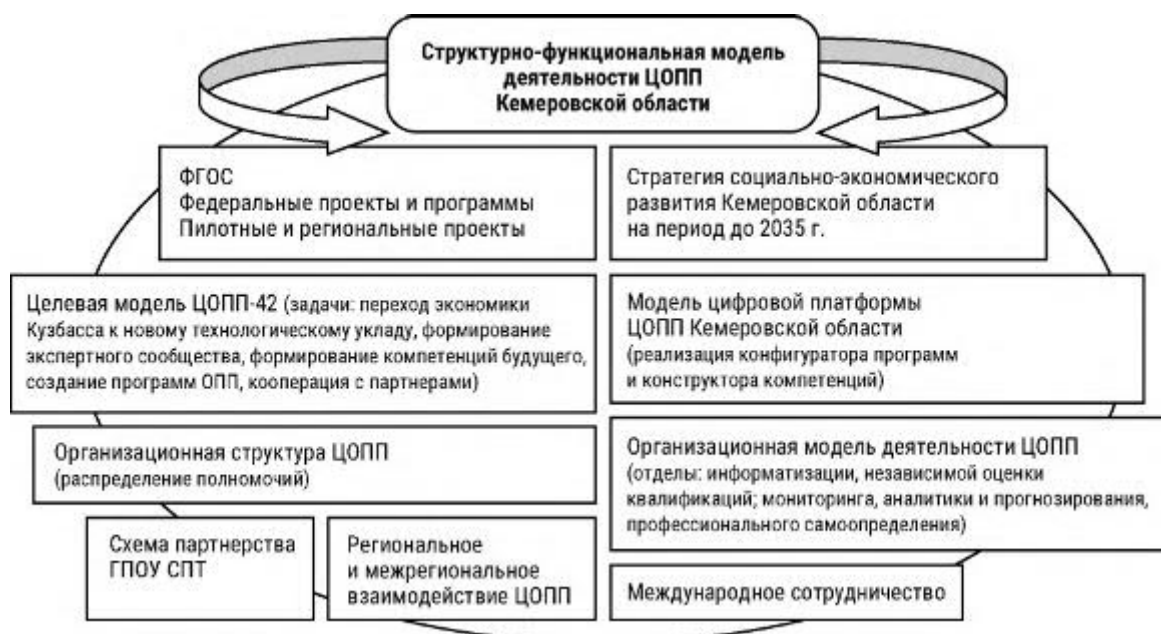 Структурно-функциональная модель
деятельности ЦОПП
Кемеровской области
ФГОС
Федеральные проекты и программы
Пилотные и региональные проекты
Стратегия социально-экономического
развития Кемеровской области
на период до 2035 г.
Целевая модель ЦОПП-42 (задачи: переход экономики
Кузбасса к новому технологическому укладу, формирование
экспертного сообщества, формирование компетенций будущего,
создание программ ОПП, кооперация с партнерами)
Модель цифровой платформы
ЦОПП Кемеровской области
(реализация конфигуратора программ
и конструктора компетенций)
Организационная структура ЦОПП
(распределение полномочий)
Организационная модель деятельности ЦОПП
(отделы: информатизации, независимой оценки
квалификаций; мониторинга, аналитики и прогнозирования,
профессионального самоопределения)
Схема партнерства
ГПОУ СПТ
Региональное
и межрегиональное
взаимодействие ЦОПП
Международное сотрудничество